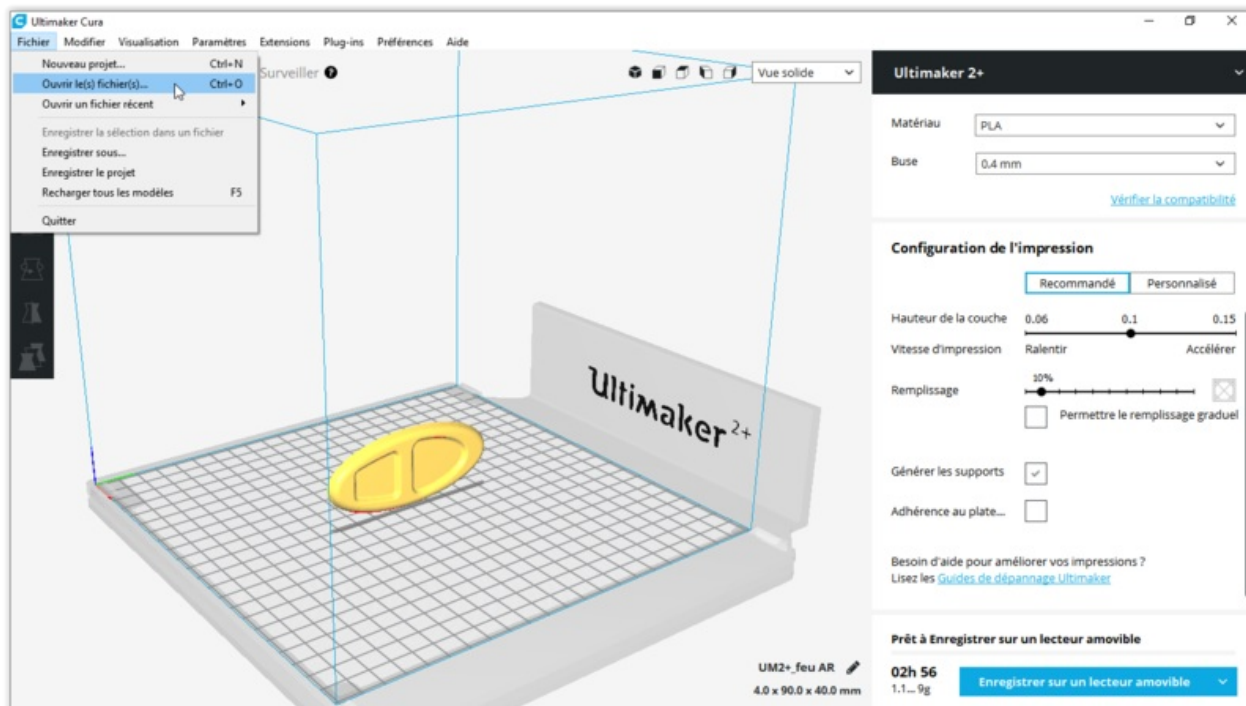 Ultimaker Cura
Fichier Modifier Visualisation Paramètres Extensions Plug-ins Préférences Aide
Nouveau projet... Ctrl+N
Ouvrir le(s) fichier(s)... Ctrl+O
Ouvrir un fichier récent
Enregistrer la sélection dans un fichier
Enregistrer sous...
Enregistrer le projet
Recharger tous les modèles F5
Quitter
Surveiller ?
Vue solide
Ultimaker 2+
UM2+_feu AR
4.0 x 90.0 x 40.0 mm
Ultimaker 2+
Matériau PLA
Buse 0.4 mm
Vérifier la compatibilité
Configuration de l'impression
Recommandé Personnalisé
Hauteur de la couche 0.06 0.1 0.15
Vitesse d'impression Ralentir Accélérer
Remplissage 10%
Permettre le remplissage graduel
Générer les supports
Adhérence au plate...
Besoin d'aide pour améliorer vos impressions ?
Lisez les Guides de dépannage Ultimaker
Prêt à Enregistrer sur un lecteur amovible
02h 56
1.1... 9g
Enregistrer sur un lecteur amovible